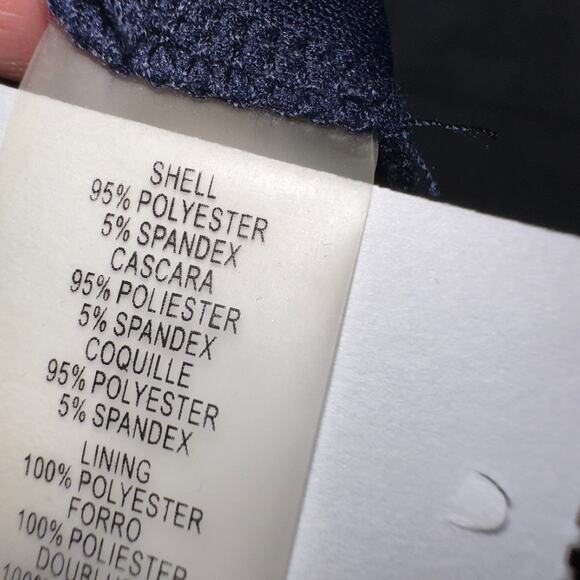 SHELL
95% POLYESTER
5% SPANDEX
CASCARA
95% POLIESTER
5% SPANDEX
COQUILLE
95% POLYESTER
5% SPANDEX
LINING
100% POLYESTER
FORRO
100% POLIESTER
100%